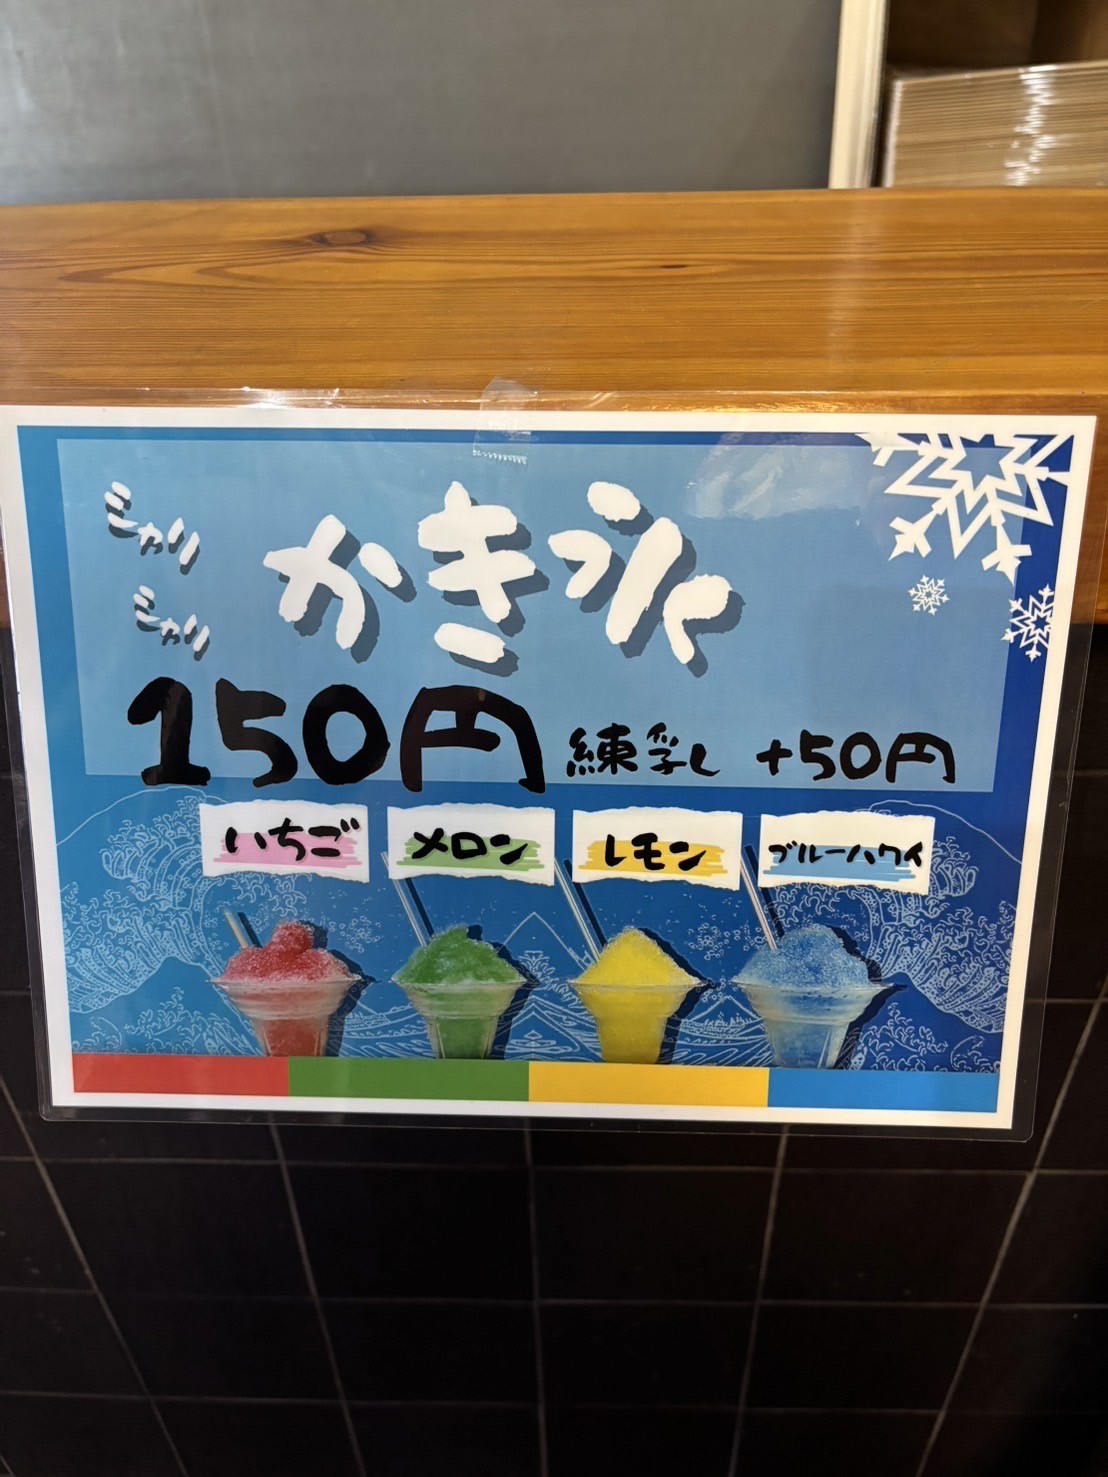 シャリ
シャリ
かき氷
150円 練乳 +50円
いちご メロン レモン ブルーハワイ